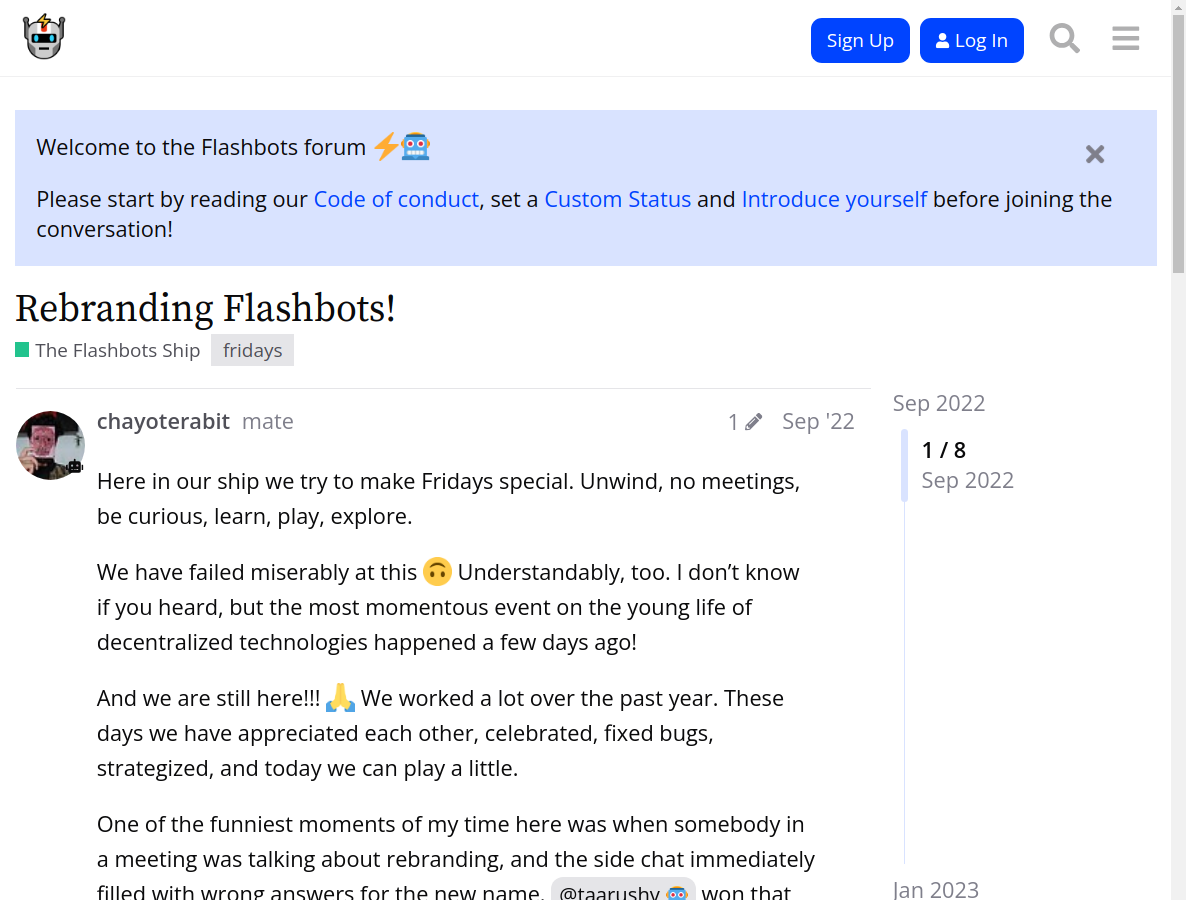 Sign Up
Log In
Welcome to the Flashbots forum ⚡🤖
Please start by reading our Code of conduct, set a Custom Status and Introduce yourself before joining the
conversation!
Rebranding Flashbots!
The Flashbots Ship fridays
chayoterabit mate 1 Sep '22
Here in our ship we try to make Fridays special. Unwind, no meetings,
be curious, learn, play, explore.
We have failed miserably at this 🙃 Understandably, too. I don’t know
if you heard, but the most momentous event on the young life of
decentralized technologies happened a few days ago!
And we are still here!!! 🙏 We worked a lot over the past year. These
days we have appreciated each other, celebrated, fixed bugs,
strategized, and today we can play a little.
One of the funniest moments of my time here was when somebody in
a meeting was talking about rebranding, and the side chat immediately
filled with wrong answers for the new name. @taarushv 🤖 won that
Sep 2022
1 / 8
Sep 2022
Jan 2023